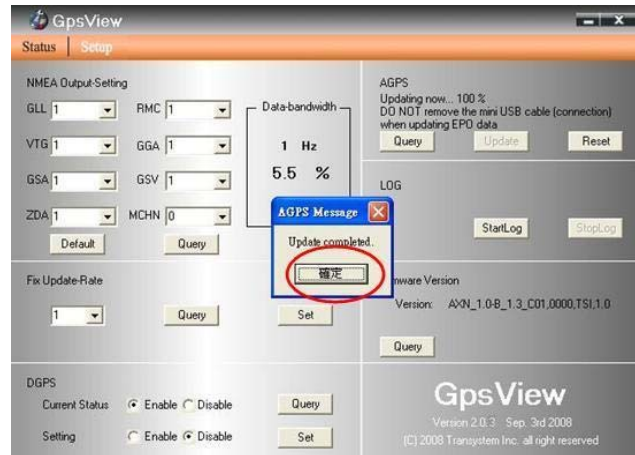 GpsView
Status
Setup
NMEA Output-Setting
GLL 1
RMC 1
VTG 1
GGA 1
GSA 1
GSV 1
ZDA 1
MCHN 0
Default
Query
Data-bandwidth
1 Hz
5.5 %
AGPS
Updating now... 100 %
DO NOT remove the mini USB cable (connection)
when updating EPO data
Query
Update
Reset
LOG
StartLog
StopLog
AGPS Message
Update completed.
確定
Fix Update-Rate
1
Query
Set
mware Version
Version: AXN_1.0-B_1.3_C01,0000,TSI,1.0
Query
DGPS
Current Status
Enable
Disable
Query
Setting
Enable
Disable
Set
GpsView
Version 2.0.3 Sep. 3rd 2008
(C) 2008 Transystem Inc. all right reserved